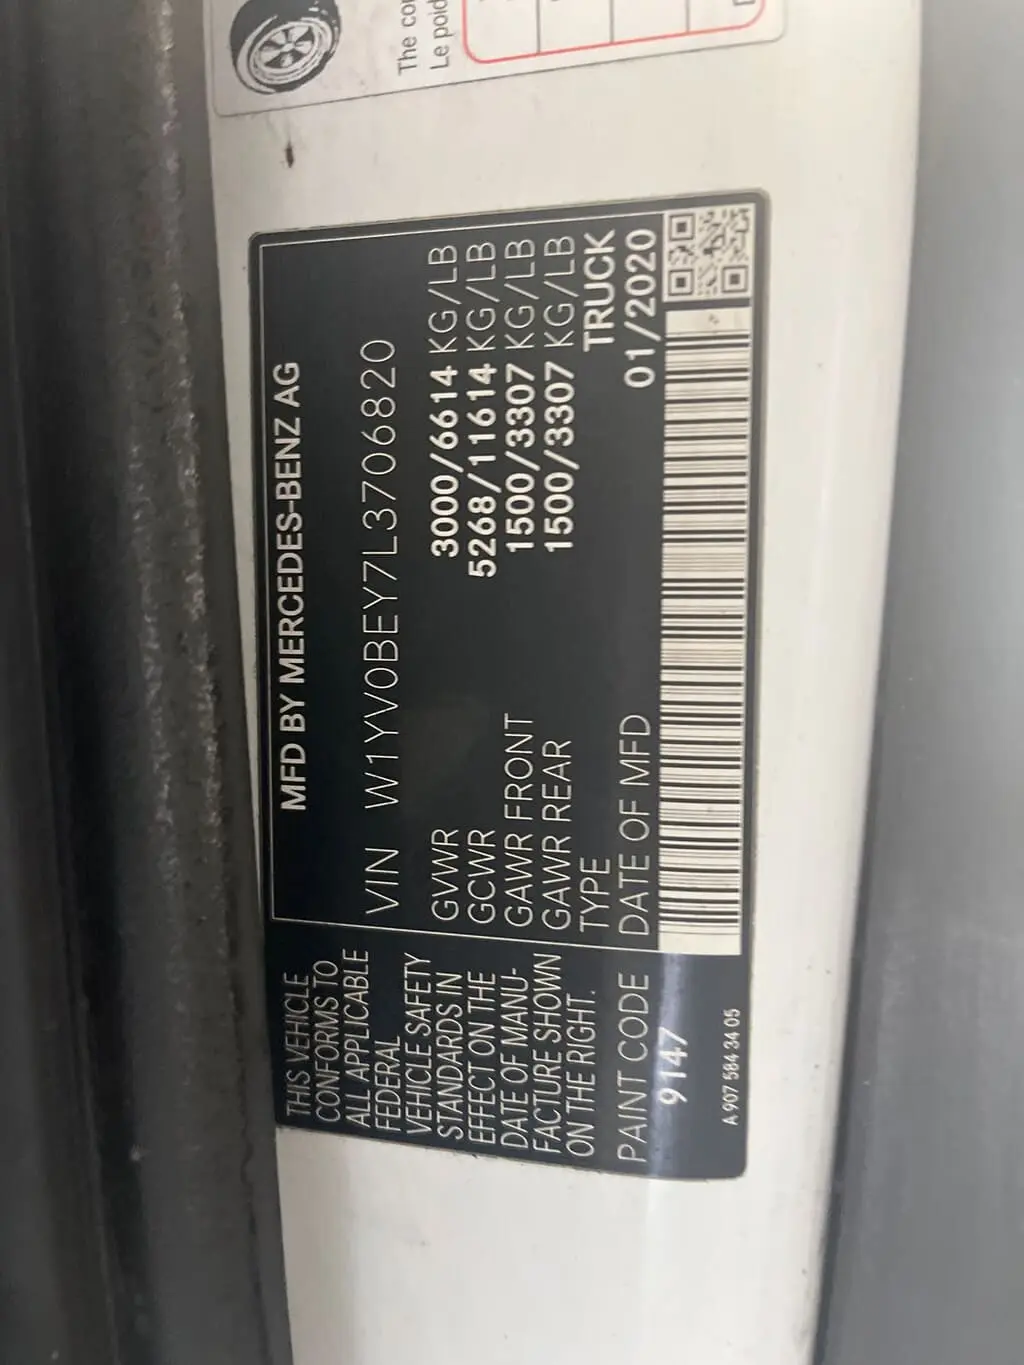 The
Le
MFD BY MERCEDES-BENZ AG
VIN W1YV0BEY7L3706820
GVWR 3000/6614 KG/LB
GCWR 5268/11614 KG/LB
GAWR FRONT 1500/3307 KG/LB
GAWR REAR 1500/3307 KG/LB
TYPE TRUCK
DATE OF MFD 01/2020
THIS VEHICLE
CONFORMS TO
ALL APPLICABLE
FEDERAL
VEHICLE SAFETY
STANDARDS IN
EFFECT ON THE
DATE OF MANU-
FACTURE SHOWN
ON THE RIGHT.
PAINT CODE
9147
A 907 584 34 05